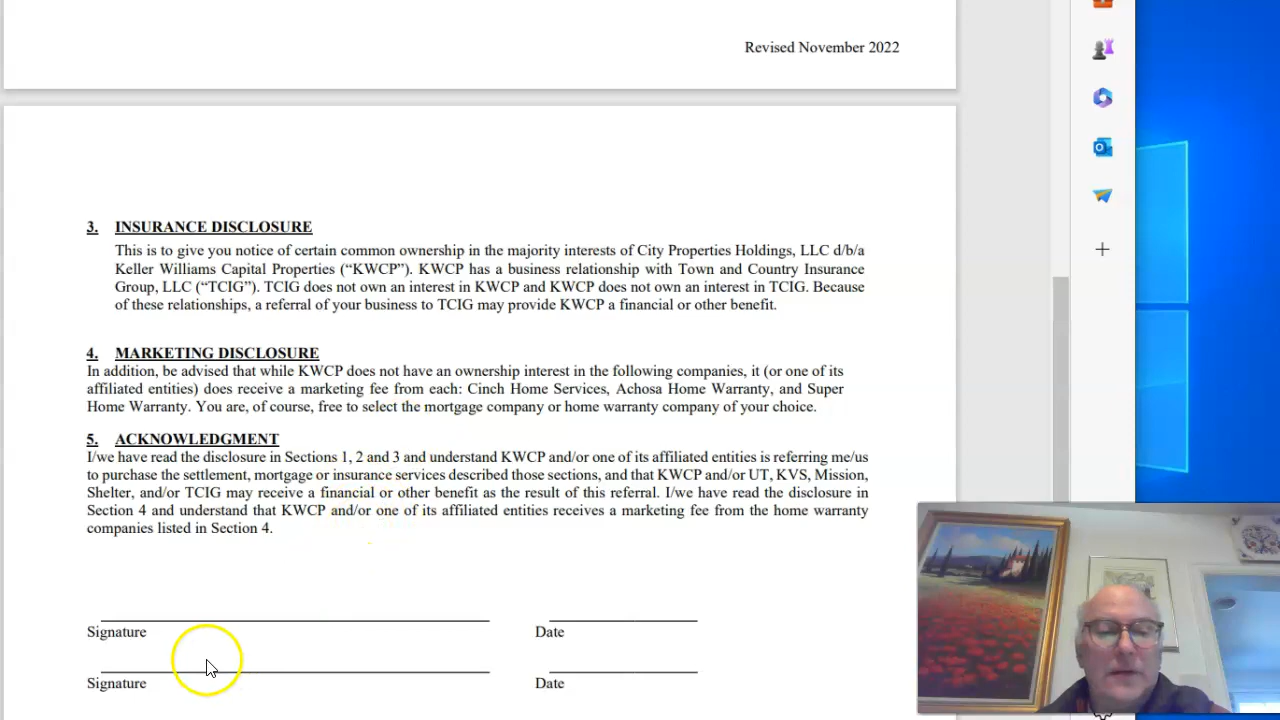 Revised November 2022
3. INSURANCE DISCLOSURE
This is to give you notice of certain common ownership in the majority interests of City Properties Holdings, LLC d/b/a
Keller Williams Capital Properties (“KWCP”). KWCP has a business relationship with Town and Country Insurance
Group, LLC (“TCIG”). TCIG does not own an interest in KWCP and KWCP does not own an interest in TCIG. Because
of these relationships, a referral of your business to TCIG may provide KWCP a financial or other benefit.
4. MARKETING DISCLOSURE
In addition, be advised that while KWCP does not have an ownership interest in the following companies, it (or one of its
affiliated entities) does receive a marketing fee from each: Cinch Home Services, Achosa Home Warranty, and Super
Home Warranty. You are, of course, free to select the mortgage company or home warranty company of your choice.
5. ACKNOWLEDGMENT
I/we have read the disclosure in Sections 1, 2 and 3 and understand KWCP and/or one of its affiliated entities is referring me/us
to purchase the settlement, mortgage or insurance services described those sections, and that KWCP and/or UT, KVS, Mission,
Shelter, and/or TCIG may receive a financial or other benefit as the result of this referral. I/we have read the disclosure in
Section 4 and understand that KWCP and/or one of its affiliated entities receives a marketing fee from the home warranty
companies listed in Section 4.
Signature Date
Signature Date